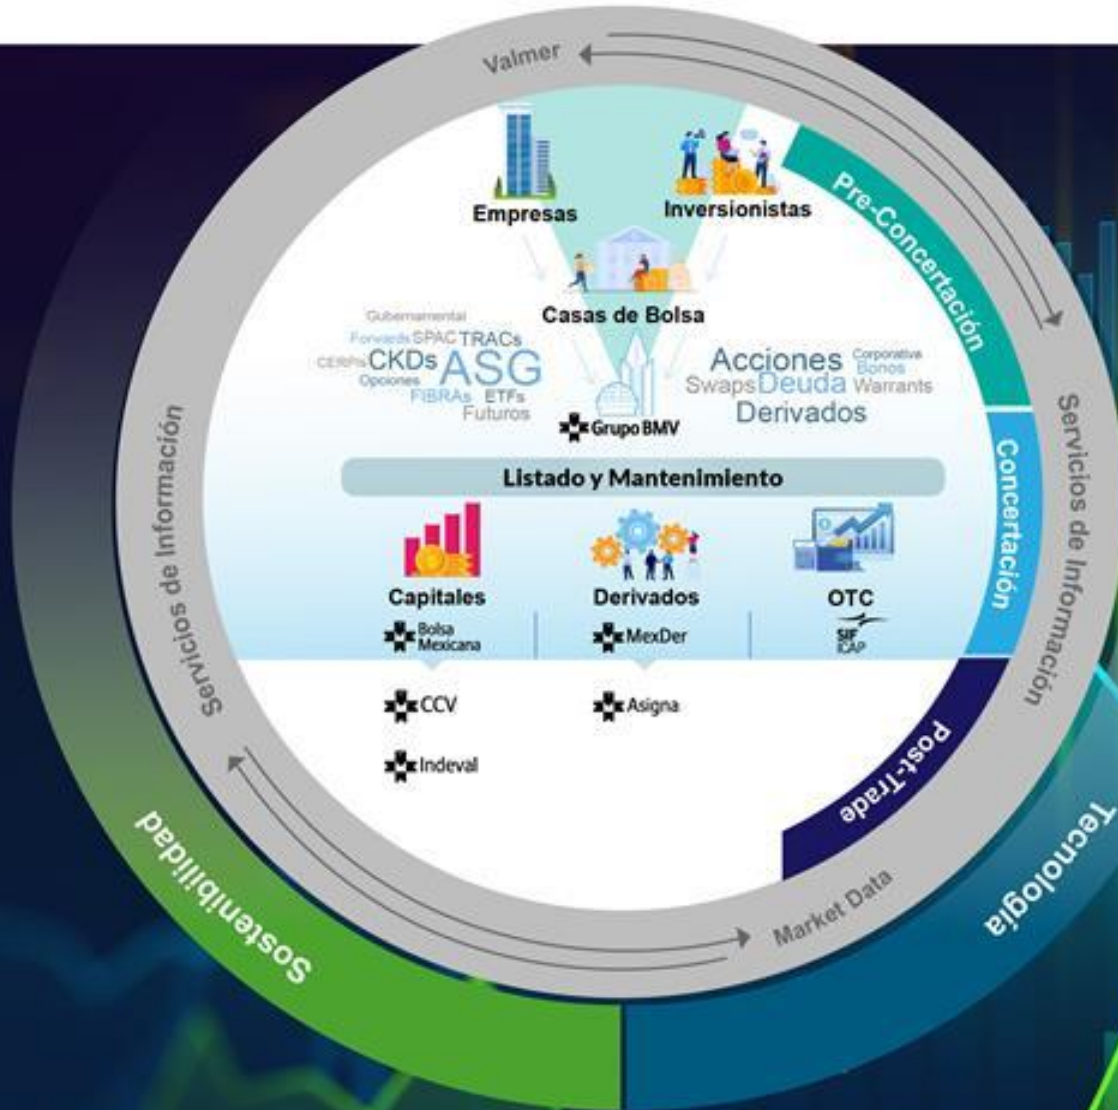 Valmer
Empresas
Inversionistas
Pre-Concertación
Casas de Bolsa
Gubernamental
Forwards SPAC TRACs
CERPIs CKDs ASG
Opciones
FIBRAs ETFs
Futuros
Acciones Corporativa
Bonos
Swaps Deuda Warrants
Derivados
Grupo BMV
Listado y Mantenimiento
Concertación
Servicios de Información
Servicios de Información
Capitales
Derivados
OTC
Bolsa
Mexicana
MexDer
SIF
ICAP
CCV
Asigna
Indeval
Post-Trade
Market Data
Sostenibilidad
Tecnología